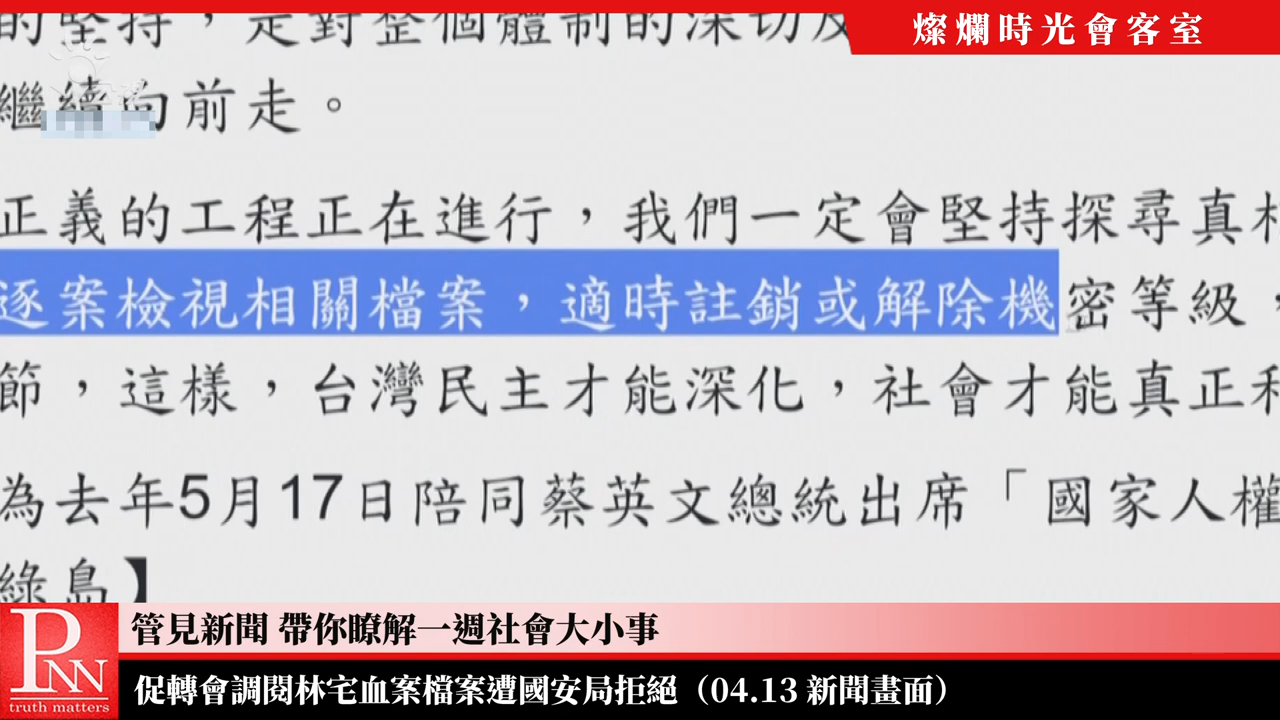 燦爛時光會客室
的堅持，是對整個體制的深切
繼續向前走。
正義的工程正在進行，我們一定會堅持探尋真
逐案檢視相關檔案，適時註銷或解除機密等級，
節，這樣，台灣民主才能深化，社會才能真正和
為去年5月17日陪同蔡英文總統出席「國家人權
綠島】
管見新聞 帶你瞭解一週社會大小事
PNN
truth matters
促轉會調閱林宅血案檔案遭國安局拒絕（04.13 新聞畫面）